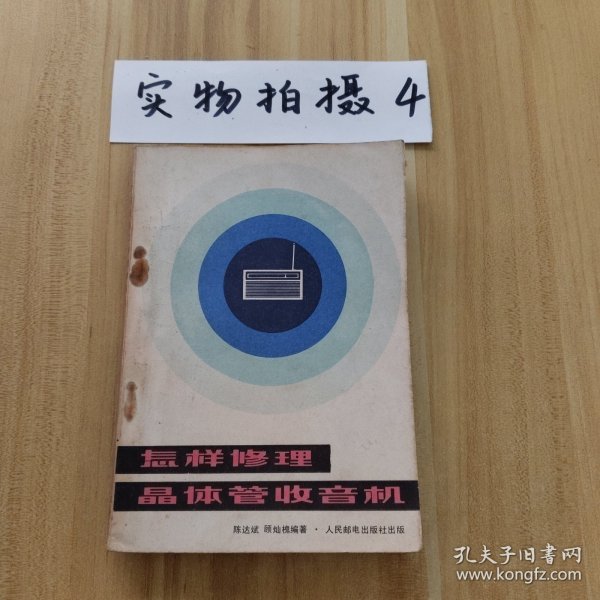 实物拍摄4
怎样修理
晶体管收音机
陈达斌 顾灿槐编著·人民邮电出版社出版
孔夫子旧书网
www.kongfz.com